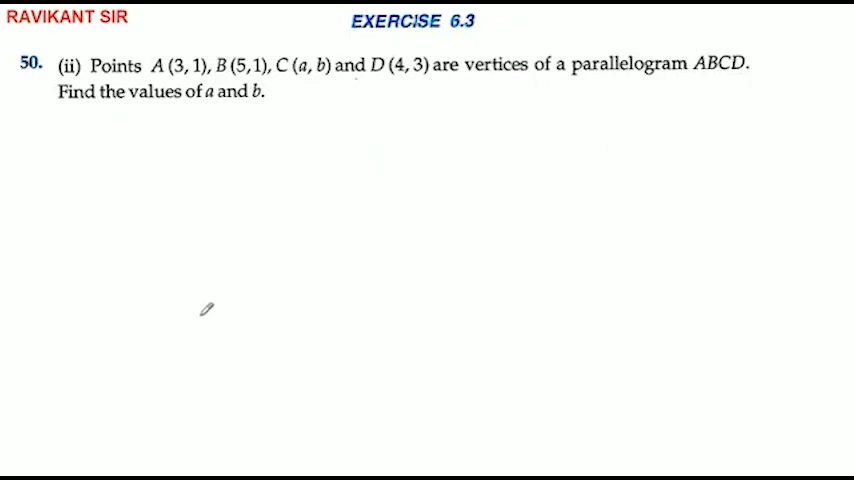 RAVIKANT SIR
EXERCISE 6.3
50. (ii) Points A (3, 1), B (5, 1), C (a, b) and D (4, 3) are vertices of a parallelogram ABCD.
Find the values of a and b.